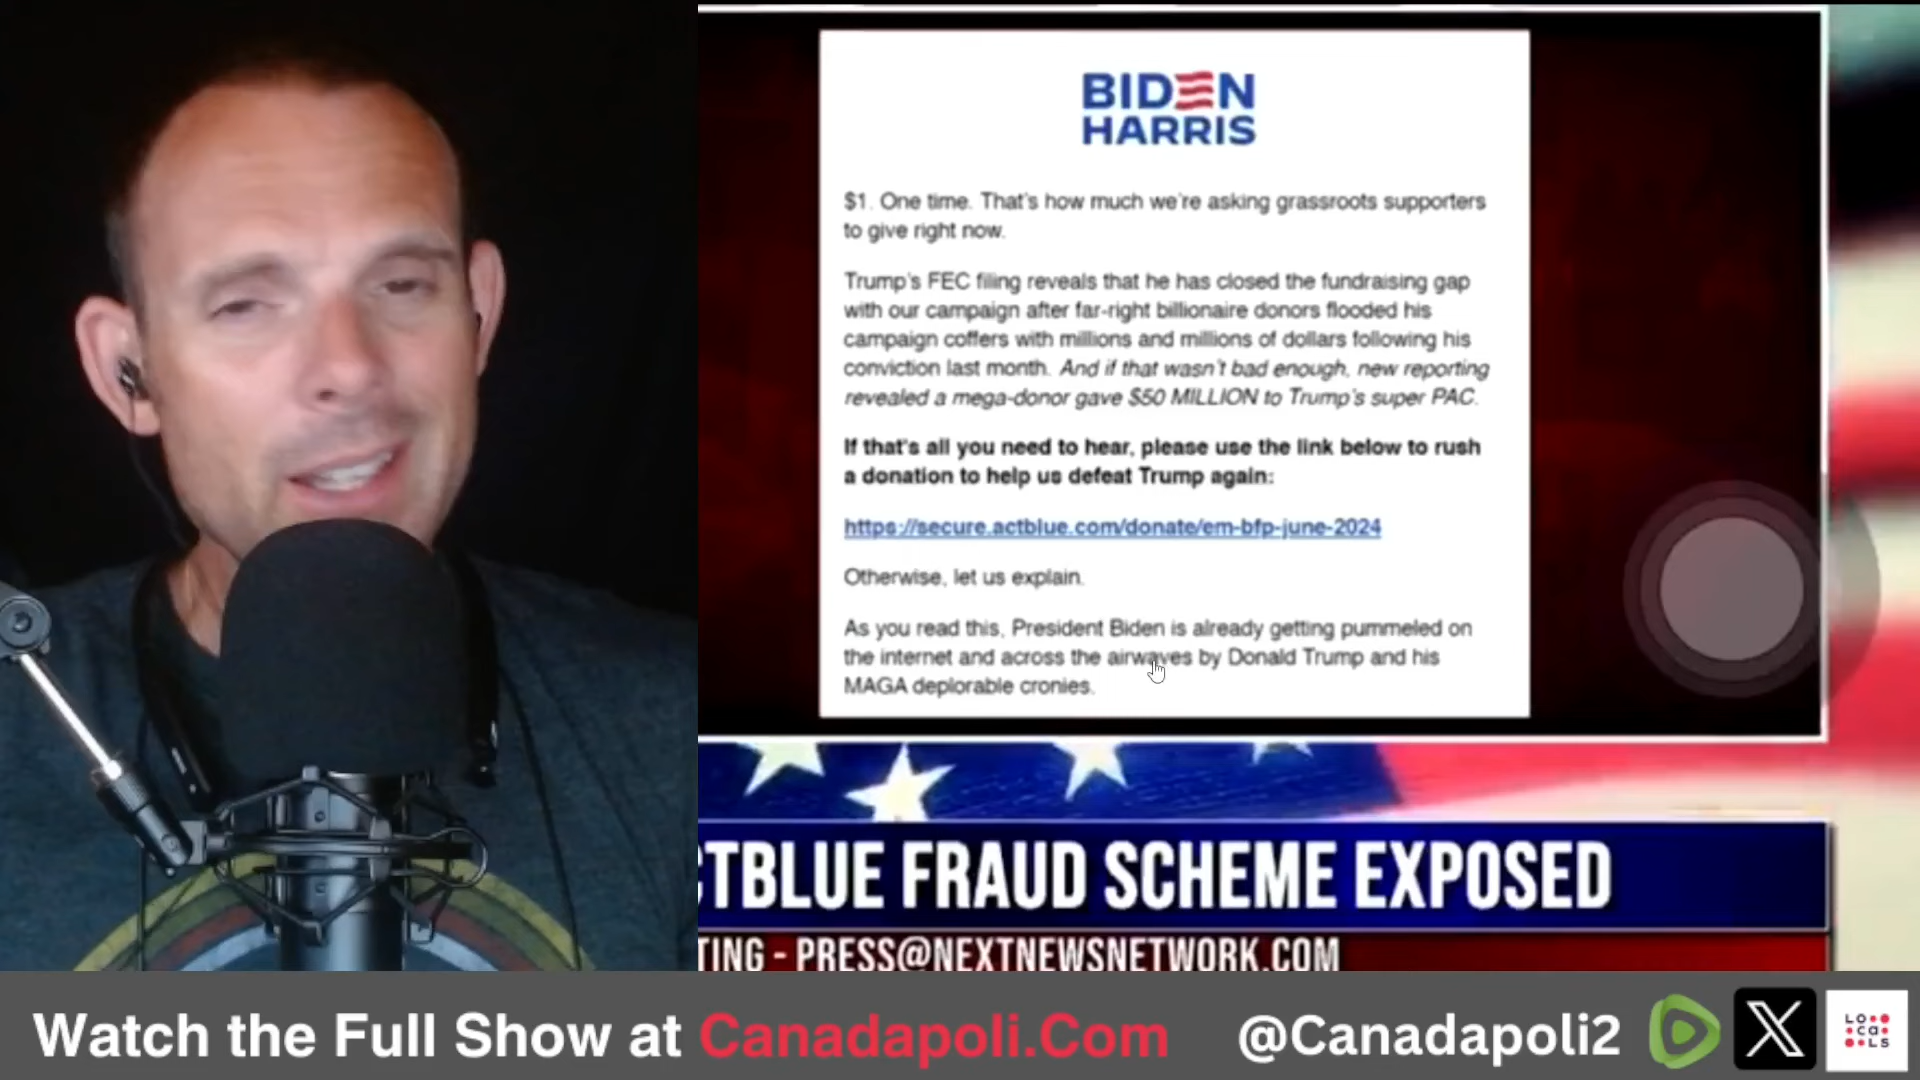 BIDEN
HARRIS
$1. One time. That's how much we're asking grassroots supporters
to give right now.
Trump's FEC filing reveals that he has closed the fundraising gap
with our campaign after far-right billionaire donors flooded his
campaign coffers with millions and millions of dollars following his
conviction last month. And if that wasn't bad enough, new reporting
revealed a mega-donor gave $50 MILLION to Trump's super PAC.
If that's all you need to hear, please use the link below to rush
a donation to help us defeat Trump again:
https://secure.actblue.com/donate/em-bfp-june-2024
Otherwise, let us explain.
As you read this, President Biden is already getting pummeled on
the internet and across the airwaves by Donald Trump and his
MAGA deplorable cronies.
CTBLUE FRAUD SCHEME EXPOSED
TING - PRESS@NEXTNEWSNETWORK.COM
Watch the Full Show at Canadapoli.Com @Canadapoli2 X
LO
ca
LS